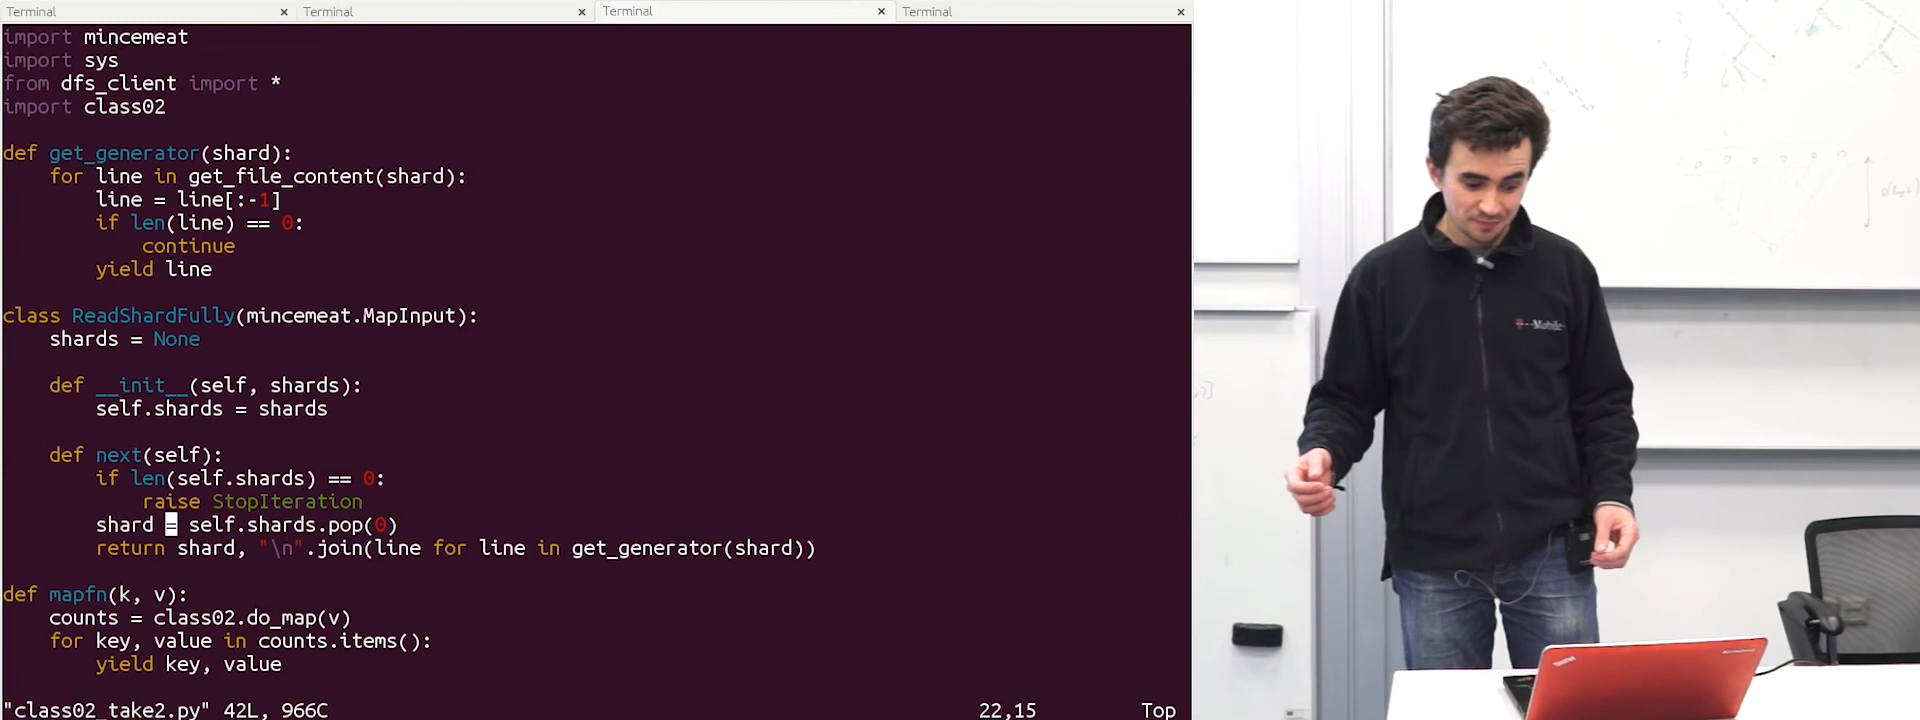 Terminal × Terminal × Terminal × Terminal ×
import mincemeat
import sys
from dfs_client import *
import class02
def get_generator(shard):
    for line in get_file_content(shard):
        line = line[:-1]
        if len(line) == 0:
            continue
        yield line
class ReadShardFully(mincemeat.MapInput):
    shards = None
    def __init__(self, shards):
        self.shards = shards
    def next(self):
        if len(self.shards) == 0:
            raise StopIteration
        shard = self.shards.pop(0)
        return shard, "\n".join(line for line in get_generator(shard))
def mapfn(k, v):
    counts = class02.do_map(v)
    for key, value in counts.items():
        yield key, value
"class02_take2.py" 42L, 966C 22,15 Top
T··Mobile·
ThinkPad